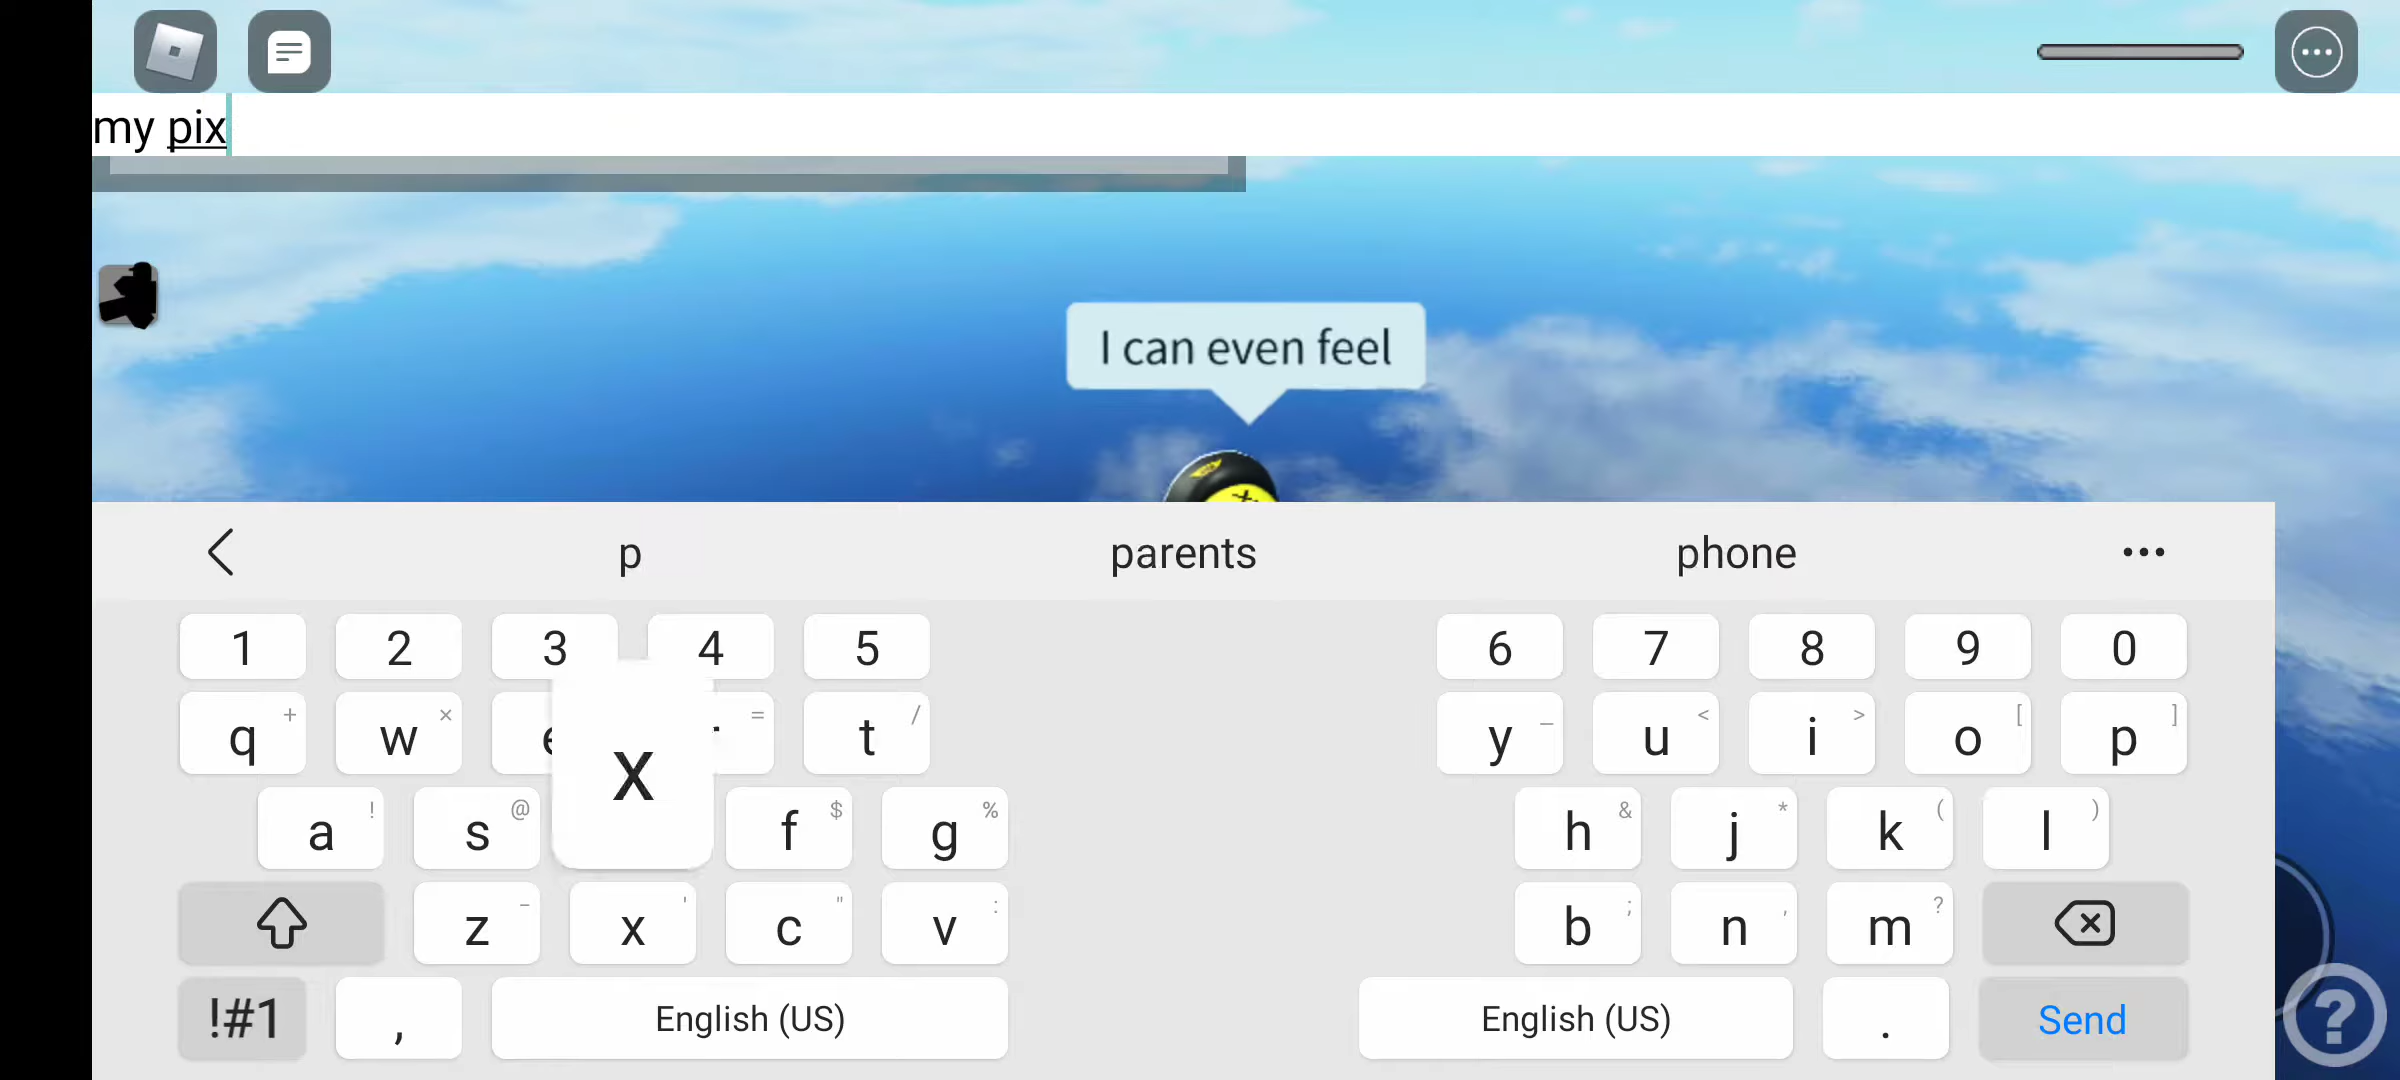 my pix
I can even feel
p parents phone
1 2 3 4 5 6 7 8 9 0
q + w × e = t / y _ u < i > o [ p ]
a ! s @ x f $ g % h & j * k ( l )
z - x ' c " v : b ; n , m ?
!#1 , English (US) English (US) . Send
?